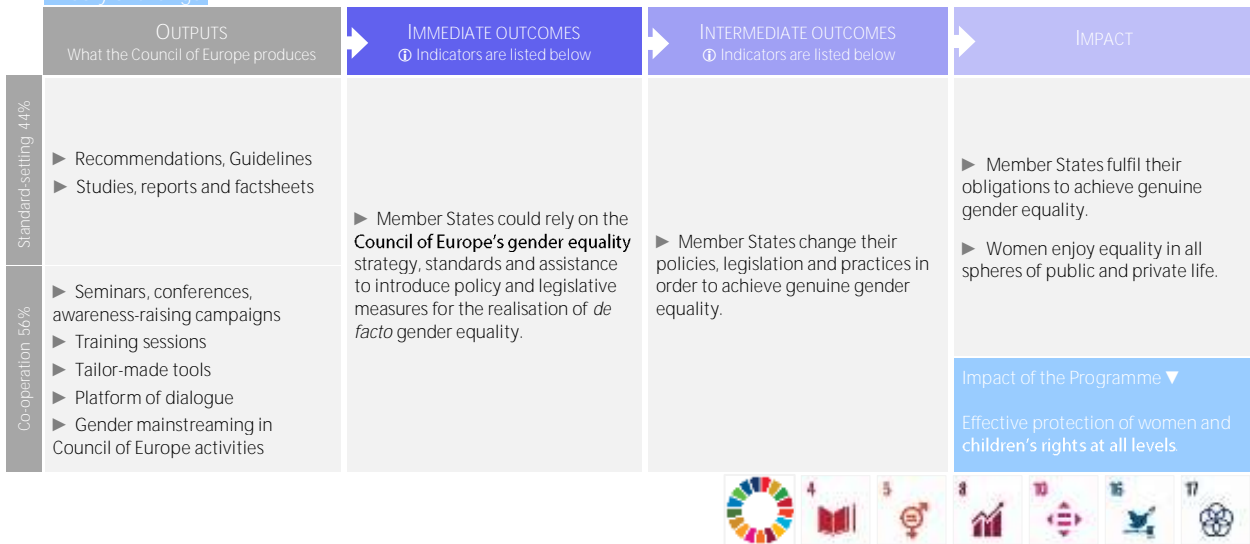 OUTPUTS
What the Council of Europe produces
IMMEDIATE OUTCOMES
Indicators are listed below
INTERMEDIATE OUTCOMES
Indicators are listed below
IMPACT
Standard-setting 44%
► Recommendations, Guidelines
► Studies, reports and factsheets
Co-operation 56%
► Seminars, conferences,
awareness-raising campaigns
► Training sessions
► Tailor-made tools
► Platform of dialogue
► Gender mainstreaming in
Council of Europe activities
► Member States could rely on the
Council of Europe's gender equality
strategy, standards and assistance
to introduce policy and legislative
measures for the realisation of de
facto gender equality.
► Member States change their
policies, legislation and practices in
order to achieve genuine gender
equality.
► Member States fulfil their
obligations to achieve genuine
gender equality.
► Women enjoy equality in all
spheres of public and private life.
Impact of the Programme ▼
Effective protection of women and
children's rights at all levels.
4
5
8
10
16
17